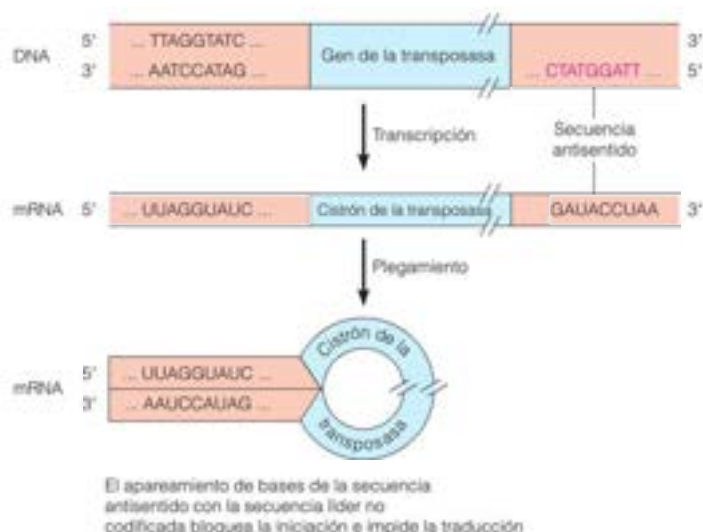 5' ... TTAGGTATC ... 3'
DNA Gen de la transposasa
3' ... AATCCATAG ... ... CTATGGATT ... 5'
Transcripción
Secuencia
antisentido
mRNA 5' ... UUAGGUAUC ... Cistrón de la transposasa GAUACCUAA 3'
Plegamiento
Cistrón de la
5' ... UUAGGUAUC ...
mRNA
3' ... AAUCCAUAG ...
transposasa
El apareamiento de bases de la secuencia
antisentido con la secuencia líder no
codificada bloquea la iniciación e impide la traducción